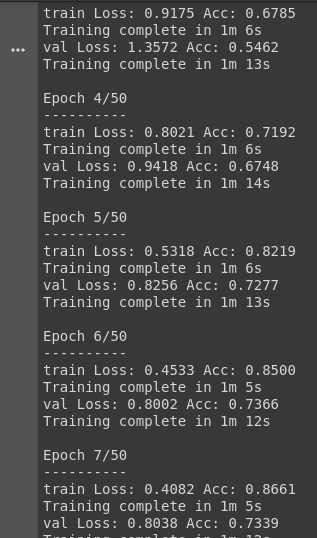 train Loss: 0.9175 Acc: 0.6785
Training complete in 1m 6s
val Loss: 1.3572 Acc: 0.5462
Training complete in 1m 13s
Epoch 4/50
----------
train Loss: 0.8021 Acc: 0.7192
Training complete in 1m 6s
val Loss: 0.9418 Acc: 0.6748
Training complete in 1m 14s
Epoch 5/50
----------
train Loss: 0.5318 Acc: 0.8219
Training complete in 1m 6s
val Loss: 0.8256 Acc: 0.7277
Training complete in 1m 13s
Epoch 6/50
----------
train Loss: 0.4533 Acc: 0.8500
Training complete in 1m 5s
val Loss: 0.8002 Acc: 0.7366
Training complete in 1m 12s
Epoch 7/50
----------
train Loss: 0.4082 Acc: 0.8661
Training complete in 1m 5s
val Loss: 0.8038 Acc: 0.7339